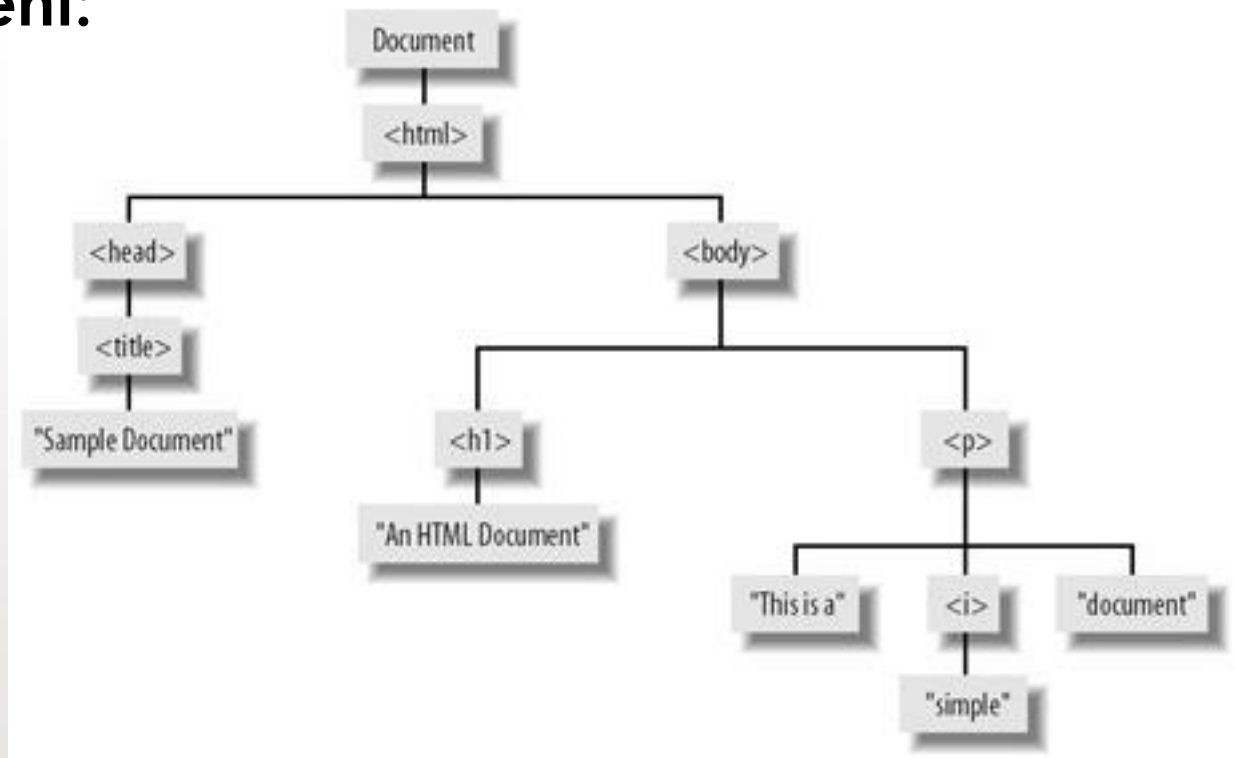 Document
<html>
<head>
<body>
<title>
"Sample Document"
<h1>
<p>
"An HTML Document"
"This is a"
<i>
"document"
"simple"